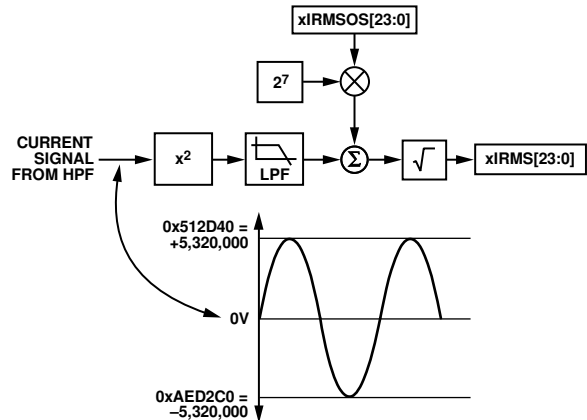 xIRMSOS[23:0]
2⁷
CURRENT
SIGNAL
FROM HPF
x²
LPF
Σ
√
xIRMS[23:0]
0x512D40 =
+5,320,000
0V
0xAED2C0 =
–5,320,000